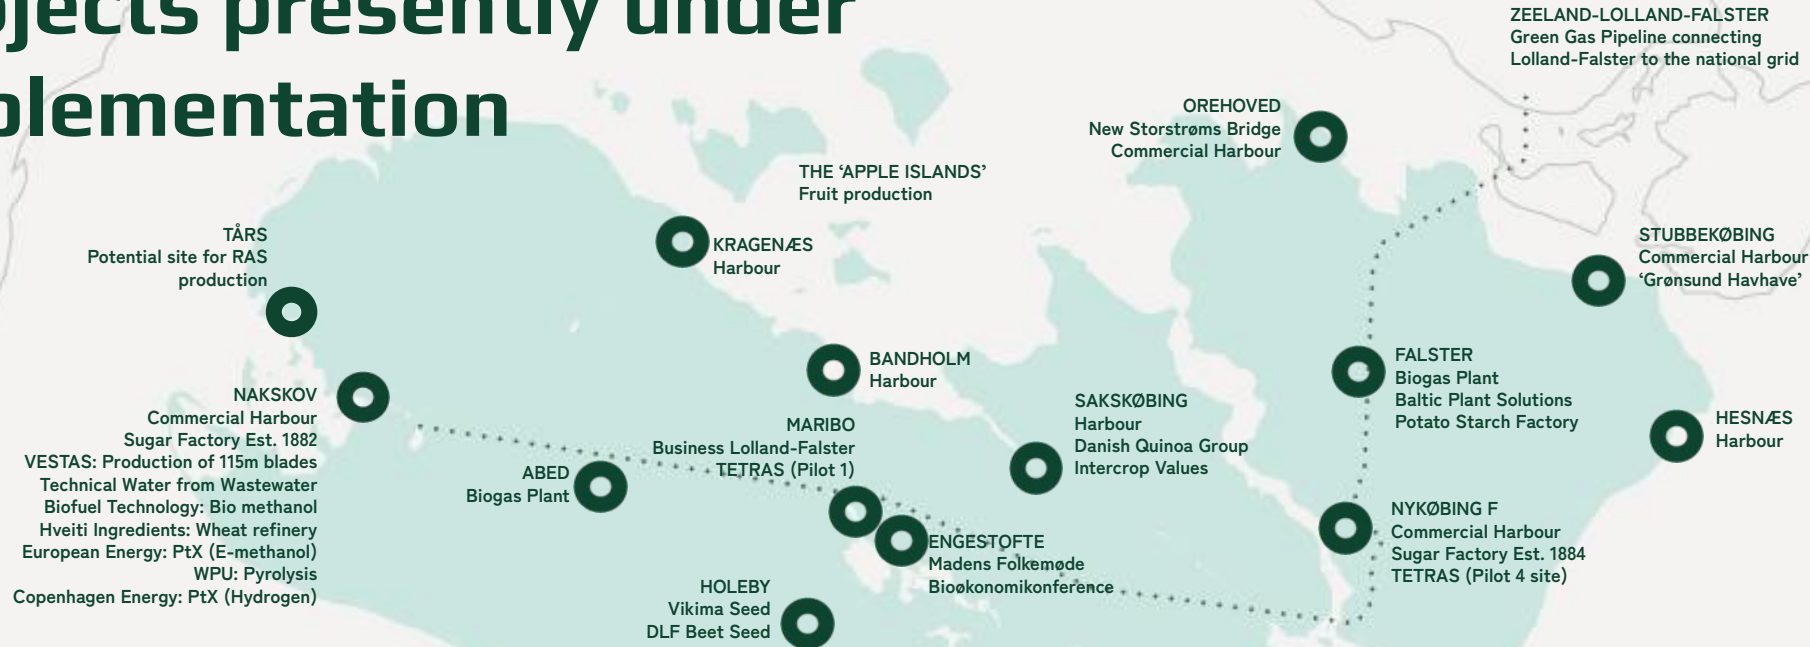 ojects presently under
plementation
ZEELAND-LOLLAND-FALSTER
Green Gas Pipeline connecting
Lolland-Falster to the national grid
OREHOVED
New Storstrøms Bridge
Commercial Harbour
THE ‘APPLE ISLANDS’
Fruit production
TÅRS
Potential site for RAS
production
KRAGENÆS
Harbour
STUBBEKØBING
Commercial Harbour
‘Grønsund Havhave’
BANDHOLM
Harbour
FALSTER
Biogas Plant
Baltic Plant Solutions
Potato Starch Factory
NAKSKOV
Commercial Harbour
Sugar Factory Est. 1882
VESTAS: Production of 115m blades
Technical Water from Wastewater
Biofuel Technology: Bio methanol
Hveiti Ingredients: Wheat refinery
European Energy: PtX (E-methanol)
WPU: Pyrolysis
Copenhagen Energy: PtX (Hydrogen)
SAKSKØBING
Harbour
Danish Quinoa Group
Intercrop Values
HESNÆS
Harbour
MARIBO
Business Lolland-Falster
TETRAS (Pilot 1)
ABED
Biogas Plant
NYKØBING F
Commercial Harbour
Sugar Factory Est. 1884
TETRAS (Pilot 4 site)
ENGESTOFTE
Madens Folkemøde
Bioøkonomikonference
HOLEBY
Vikima Seed
DLF Beet Seed